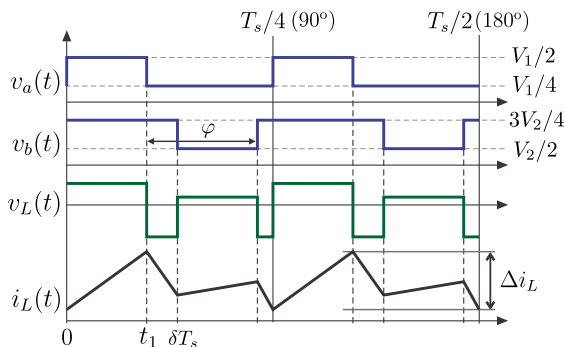 T_s/4 (90°) T_s/2 (180°)
v_a(t) V_1/2
V_1/4
v_b(t) φ 3V_2/4
V_2/2
v_L(t)
i_L(t) Δi_L
0 t_1 δT_s